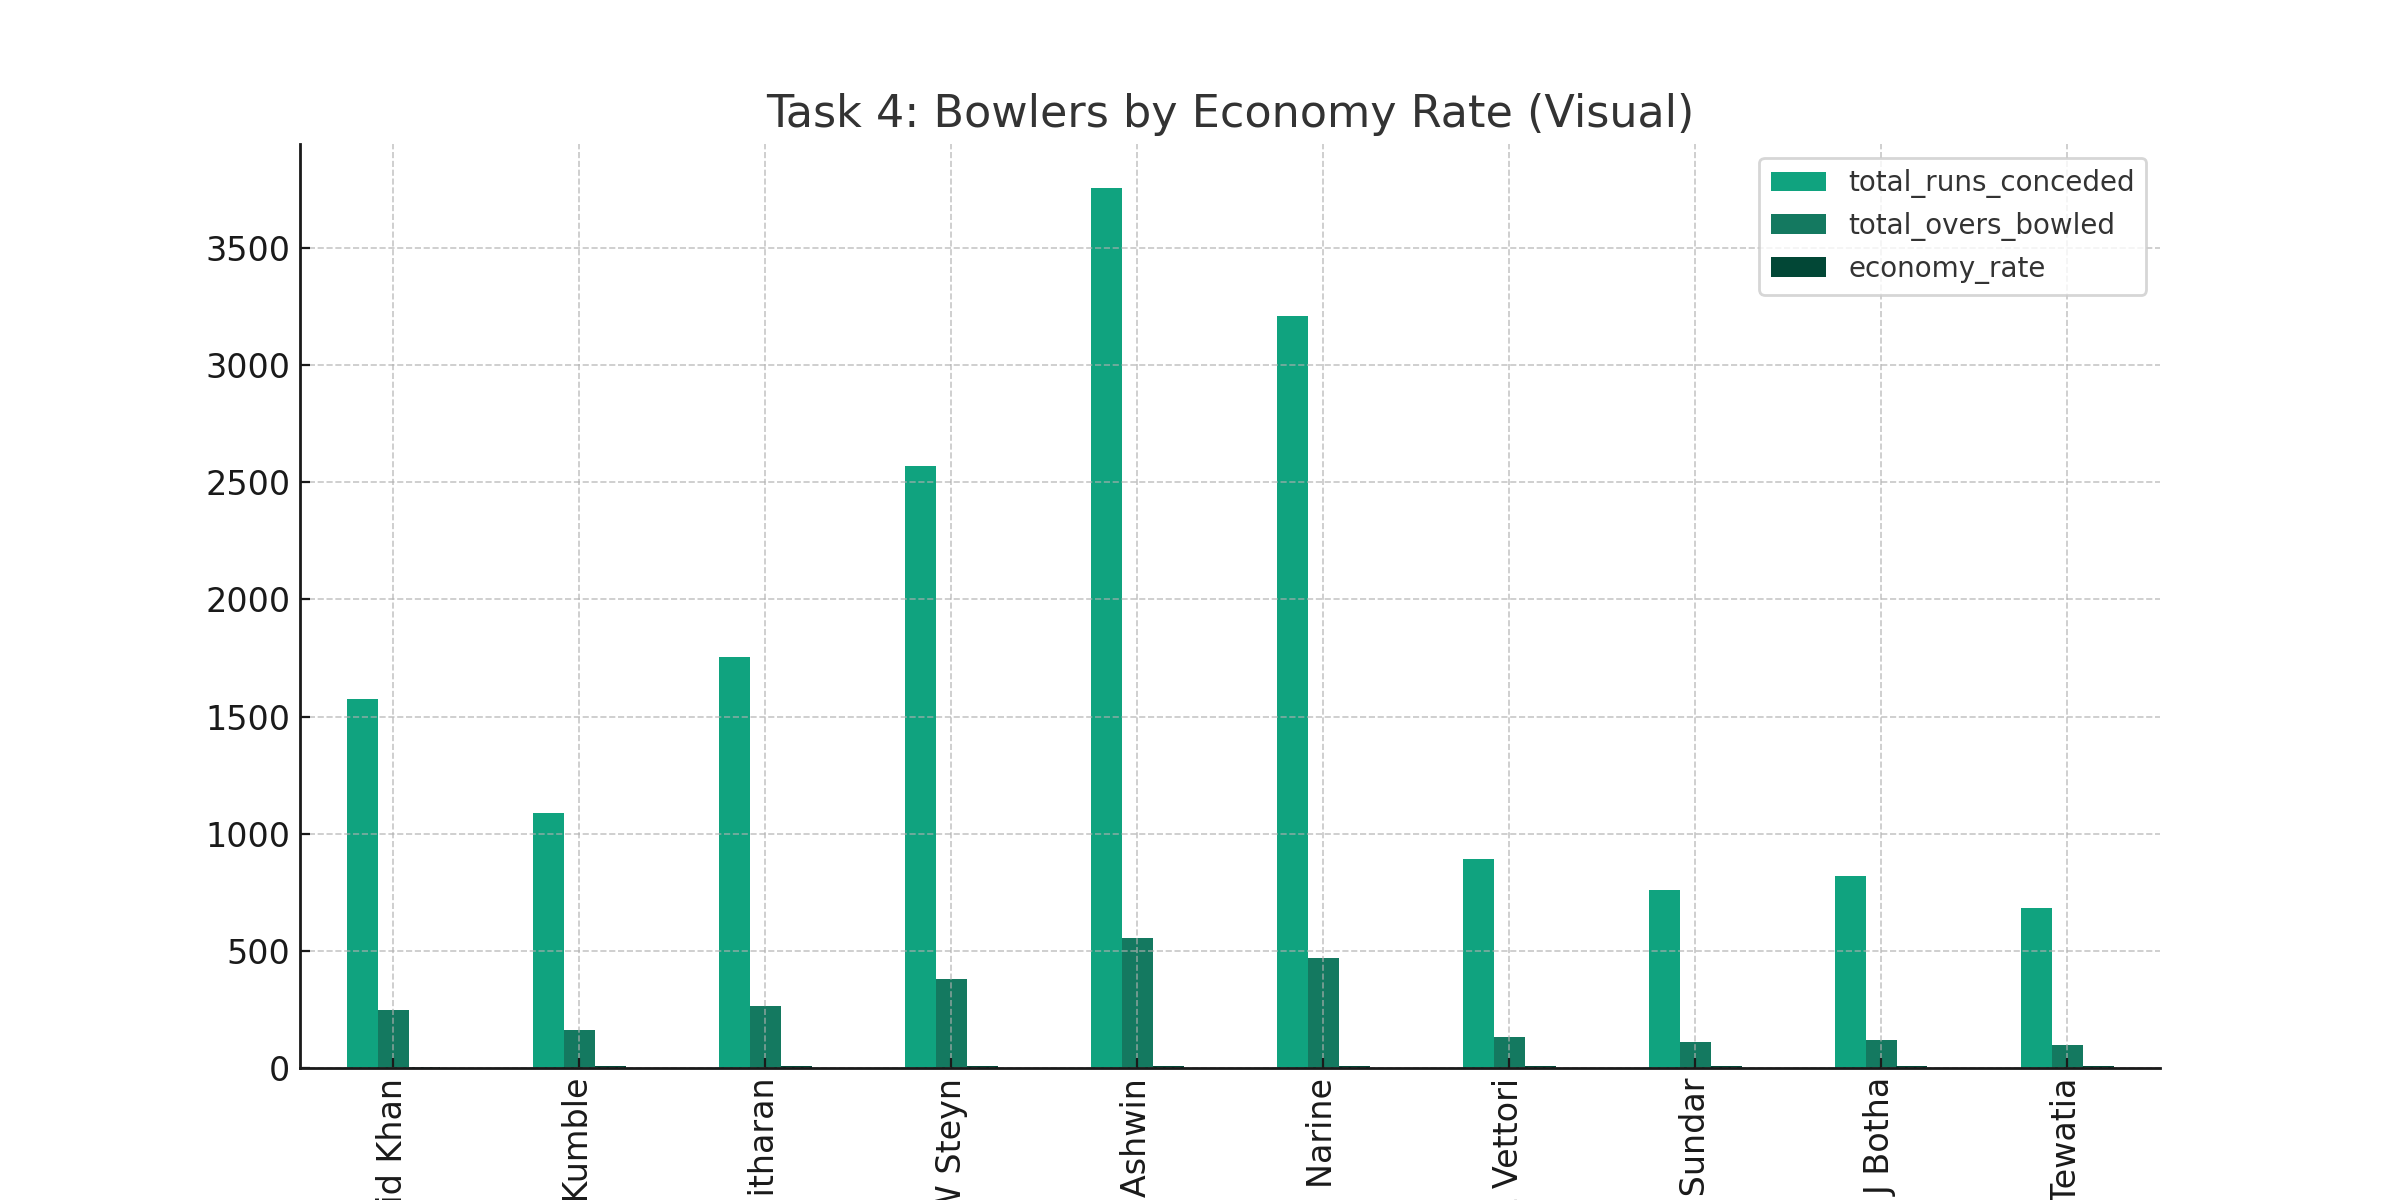 Task 4: Bowlers by Economy Rate (Visual)
total_runs_conceded
total_overs_bowled
economy_rate
3500
3000
2500
2000
1500
1000
500
0
id Khan
Kumble
itharan
W Steyn
Ashwin
Narine
Vettori
Sundar
J Botha
Tewatia